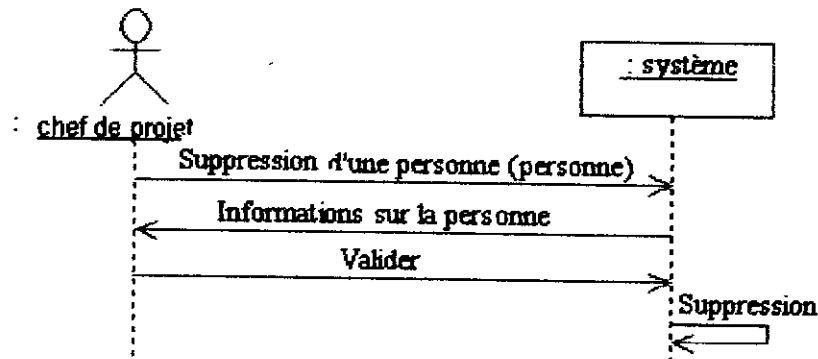 : système
: chef de projet
Suppression d'une personne (personne)
Informations sur la personne
Valider
Suppression